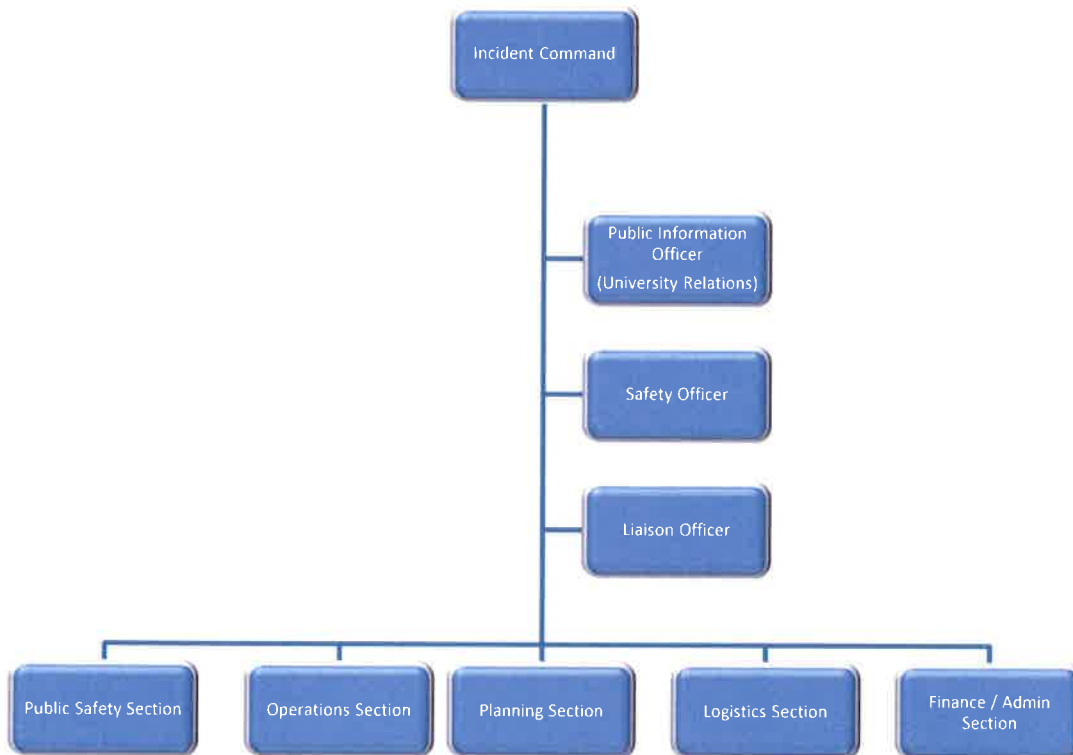 Incident Command
Public Information
Officer
(University Relations)
Safety Officer
Liaison Officer
Public Safety Section
Operations Section
Planning Section
Logistics Section
Finance / Admin
Section